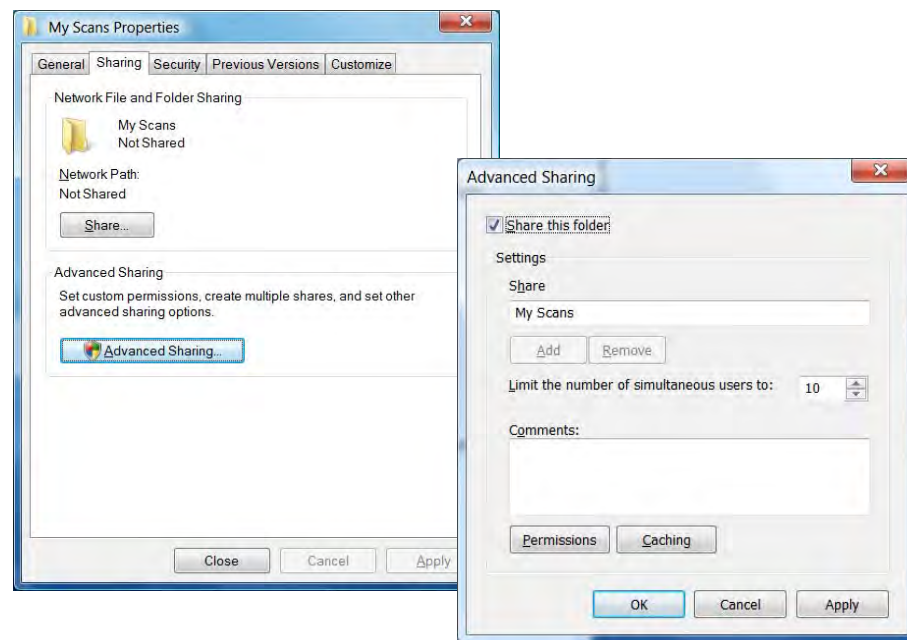 My Scans Properties
General Sharing Security Previous Versions Customize
Network File and Folder Sharing
My Scans
Not Shared
Network Path:
Not Shared
Share...
Advanced Sharing
Set custom permissions, create multiple shares, and set other
advanced sharing options.
Advanced Sharing...
Close Cancel Apply
Advanced Sharing
Share this folder
Settings
Share
My Scans
Add Remove
Limit the number of simultaneous users to: 10
Comments:
Permissions Caching
OK Cancel Apply